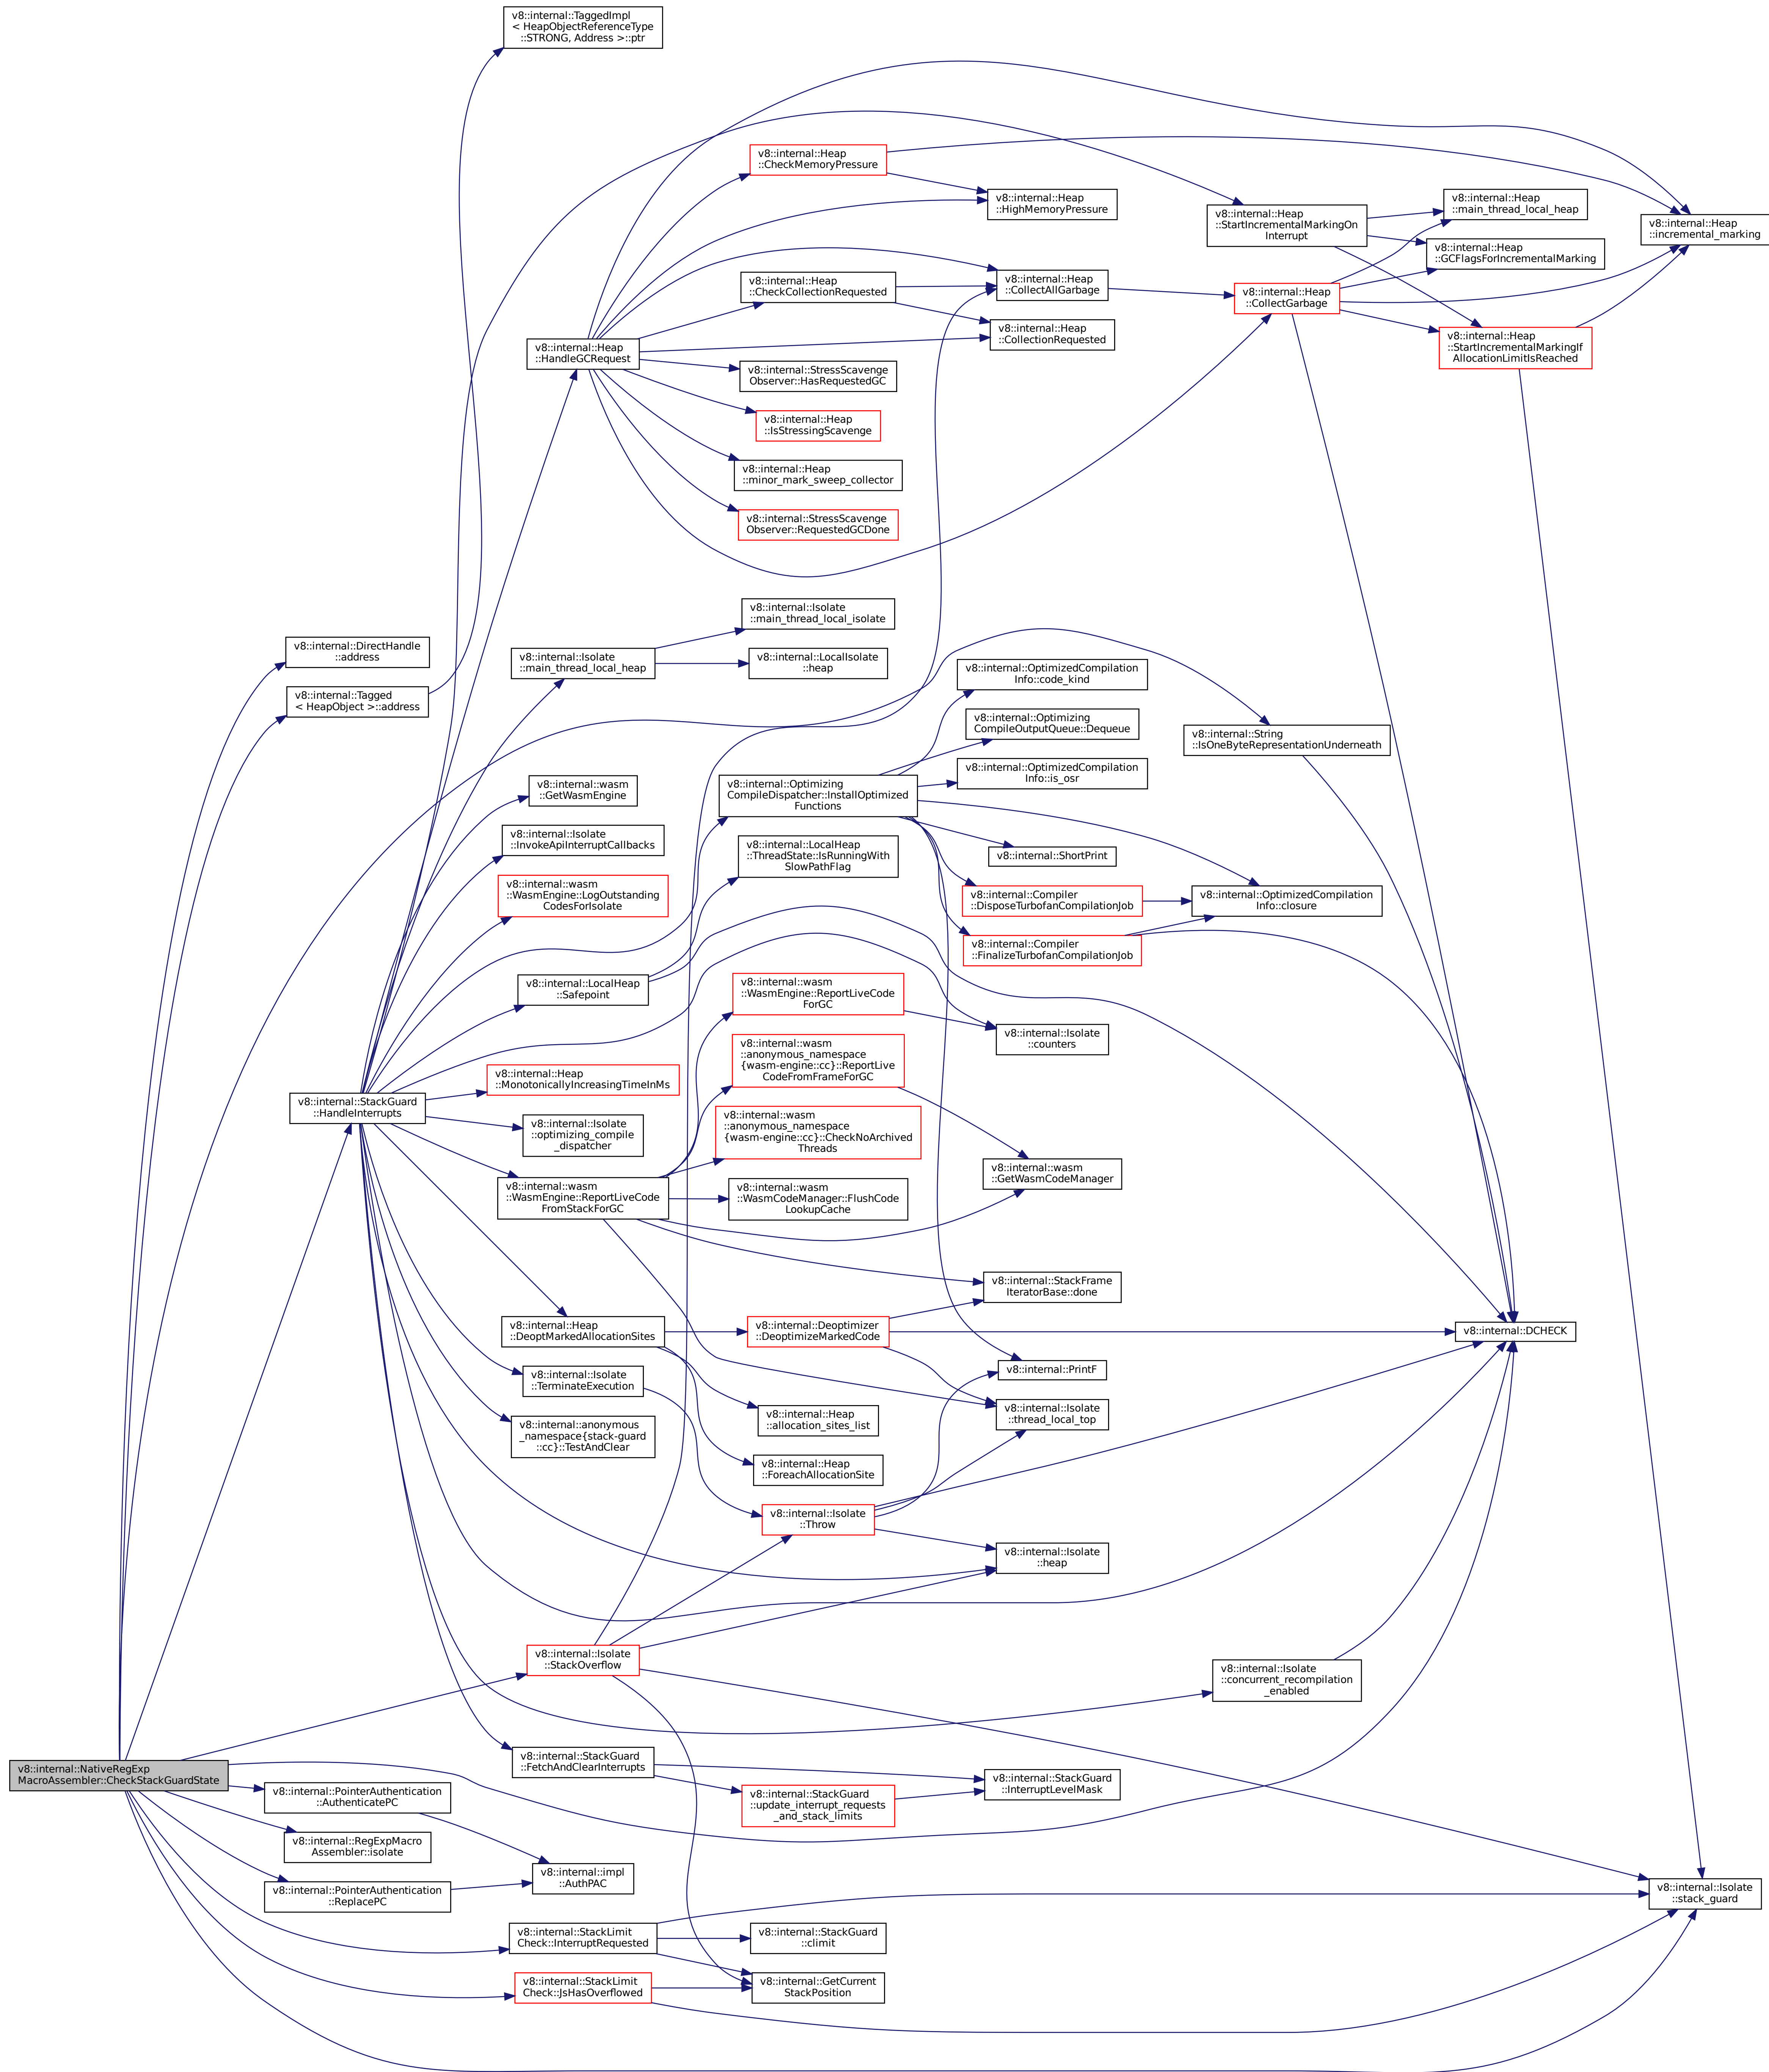 v8::internal::TaggedImpl
< HeapObjectReferenceType
::STRONG, Address >::ptr
v8::internal::Heap
::CheckMemoryPressure
v8::internal::Heap
::HighMemoryPressure
v8::internal::Heap
::StartIncrementalMarkingOn
Interrupt
v8::internal::Heap
::main_thread_local_heap
v8::internal::Heap
::incremental_marking
v8::internal::Heap
::GCFlagsForIncrementalMarking
v8::internal::Heap
::CheckCollectionRequested
v8::internal::Heap
::CollectAllGarbage
v8::internal::Heap
::CollectGarbage
v8::internal::Heap
::CollectionRequested
v8::internal::Heap
::StartIncrementalMarkingIf
AllocationLimitIsReached
v8::internal::Heap
::HandleGCRequest
v8::internal::StressScavenge
Observer::HasRequestedGC
v8::internal::Heap
::IsStressingScavenge
v8::internal::Heap
::minor_mark_sweep_collector
v8::internal::StressScavenge
Observer::RequestedGCDone
v8::internal::Isolate
::main_thread_local_isolate
v8::internal::DirectHandle
::address
v8::internal::Isolate
::main_thread_local_heap
v8::internal::LocalIsolate
::heap
v8::internal::OptimizedCompilation
Info::code_kind
v8::internal::Tagged
< HeapObject >::address
v8::internal::Optimizing
CompileOutputQueue::Dequeue
v8::internal::String
::IsOneByteRepresentationUnderneath
v8::internal::OptimizedCompilation
Info::is_osr
v8::internal::wasm
::GetWasmEngine
v8::internal::Optimizing
CompileDispatcher::InstallOptimized
Functions
v8::internal::Isolate
::InvokeApiInterruptCallbacks
v8::internal::LocalHeap
::ThreadState::IsRunningWith
SlowPathFlag
v8::internal::ShortPrint
v8::internal::wasm
::WasmEngine::LogOutstanding
CodesForIsolate
v8::internal::Compiler
::DisposeTurbofanCompilationJob
v8::internal::OptimizedCompilation
Info::closure
v8::internal::Compiler
::FinalizeTurbofanCompilationJob
v8::internal::LocalHeap
::Safepoint
v8::internal::wasm
::WasmEngine::ReportLiveCode
ForGC
v8::internal::Isolate
::counters
v8::internal::wasm
::anonymous_namespace
{wasm-engine::cc}::ReportLive
CodeFromFrameForGC
v8::internal::Heap
::MonotonicallyIncreasingTimeInMs
v8::internal::StackGuard
::HandleInterrupts
v8::internal::Isolate
::optimizing_compile
_dispatcher
v8::internal::wasm
::anonymous_namespace
{wasm-engine::cc}::CheckNoArchived
Threads
v8::internal::wasm
::GetWasmCodeManager
v8::internal::wasm
::WasmEngine::ReportLiveCode
FromStackForGC
v8::internal::wasm
::WasmCodeManager::FlushCode
LookupCache
v8::internal::StackFrame
IteratorBase::done
v8::internal::Heap
::DeoptMarkedAllocationSites
v8::internal::Deoptimizer
::DeoptimizeMarkedCode
v8::internal::DCHECK
v8::internal::PrintF
v8::internal::Isolate
::TerminateExecution
v8::internal::Isolate
::thread_local_top
v8::internal::Heap
::allocation_sites_list
v8::internal::anonymous
_namespace{stack-guard
::cc}::TestAndClear
v8::internal::Heap
::ForeachAllocationSite
v8::internal::Isolate
::Throw
v8::internal::Isolate
::heap
v8::internal::Isolate
::StackOverflow
v8::internal::Isolate
::concurrent_recompilation
_enabled
v8::internal::NativeRegExp
MacroAssembler::CheckStackGuardState
v8::internal::StackGuard
::FetchAndClearInterrupts
v8::internal::StackGuard
::InterruptLevelMask
v8::internal::PointerAuthentication
::AuthenticatePC
v8::internal::StackGuard
::update_interrupt_requests
_and_stack_limits
v8::internal::RegExpMacro
Assembler::isolate
v8::internal::impl
::AuthPAC
v8::internal::PointerAuthentication
::ReplacePC
v8::internal::Isolate
::stack_guard
v8::internal::StackLimit
Check::InterruptRequested
v8::internal::StackGuard
::climit
v8::internal::StackLimit
Check::JsHasOverflowed
v8::internal::GetCurrent
StackPosition